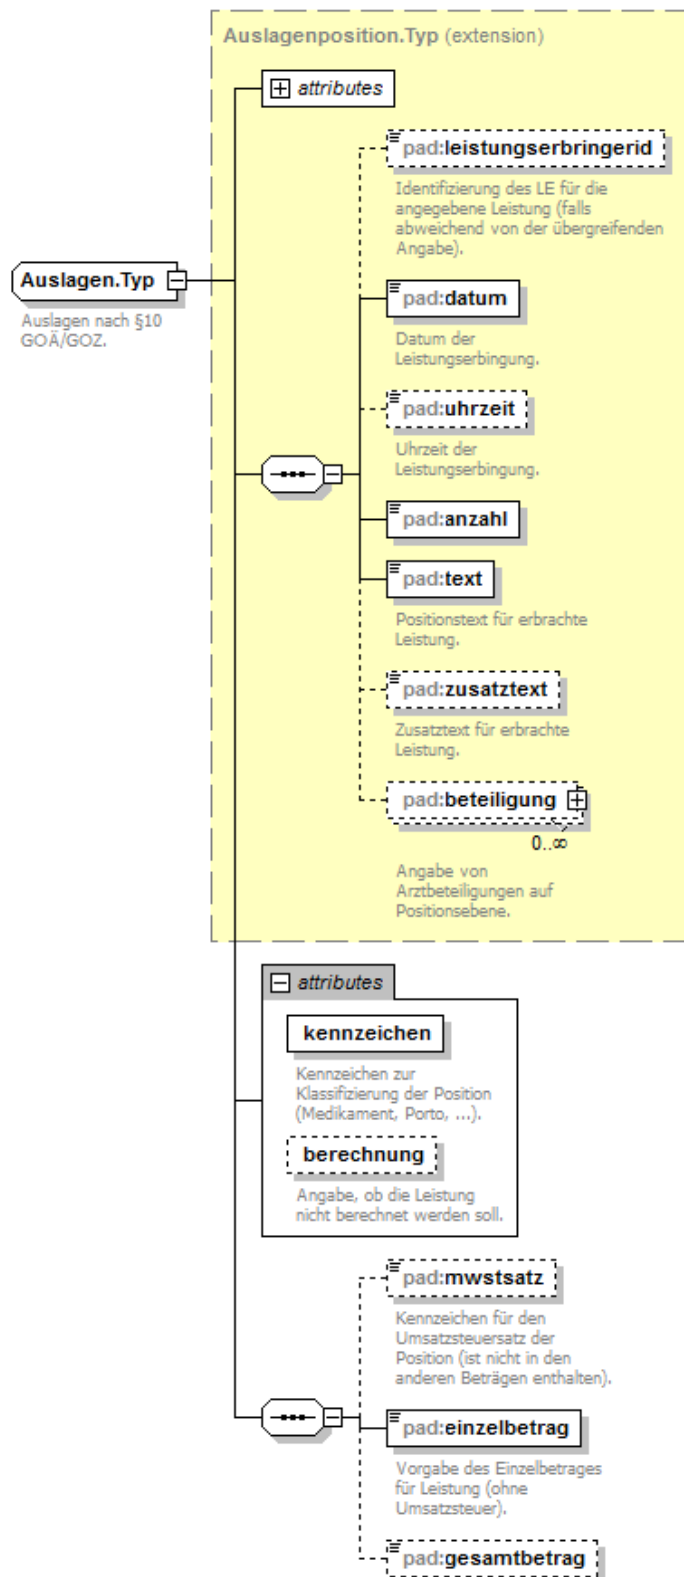 Auslagenposition.Typ (extension)
attributes
pad:leistungserbringerid
Identifizierung des LE für die
angegebene Leistung (falls
abweichend von der übergreifenden
Angabe).
Auslagen.Typ
Auslagen nach §10
GOÄ/GOZ.
pad:datum
Datum der
Leistungserbingung.
pad:uhrzeit
Uhrzeit der
Leistungserbingung.
pad:anzahl
pad:text
Positionstext für erbrachte
Leistung.
pad:zusatztext
Zusatztext für erbrachte
Leistung.
pad:beteiligung
0..∞
Angabe von
Arztbeteiligungen auf
Positionsebene.
attributes
kennzeichen
Kennzeichen zur
Klassifizierung der Position
(Medikament, Porto, ...).
berechnung
Angabe, ob die Leistung
nicht berechnet werden soll.
pad:mwstsatz
Kennzeichen für den
Umsatzsteuersatz der
Position (ist nicht in den
anderen Beträgen enthalten).
pad:einzelbetrag
Vorgabe des Einzelbetrages
für Leistung (ohne
Umsatzsteuer).
pad:gesamtbetrag